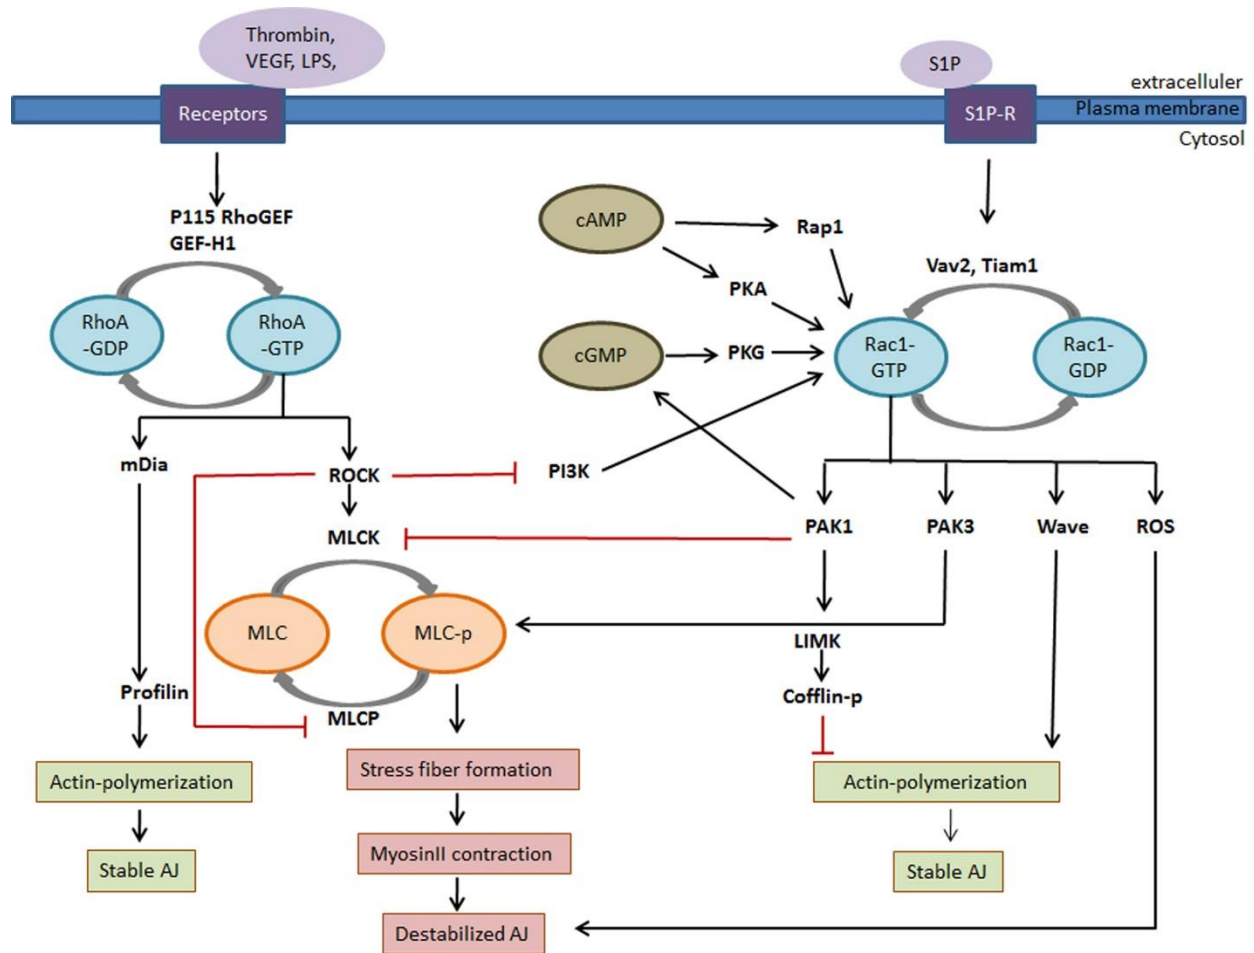 Thrombin,
VEGF, LPS,
S1P
extracelluler
Receptors
S1P-R
Plasma membrane
Cytosol
P115 RhoGEF
GEF-H1
cAMP
Rap1
Vav2, Tiam1
PKA
RhoA
-GDP
RhoA
-GTP
cGMP
PKG
Rac1-
GTP
Rac1-
GDP
mDia
ROCK
PI3K
MLCK
PAK1
PAK3
Wave
ROS
MLC
MLC-p
LIMK
Profilin
MLCP
Cofflin-p
Actin-polymerization
Stress fiber formation
Actin-polymerization
Stable AJ
MyosinII contraction
Stable AJ
Destabilized AJ